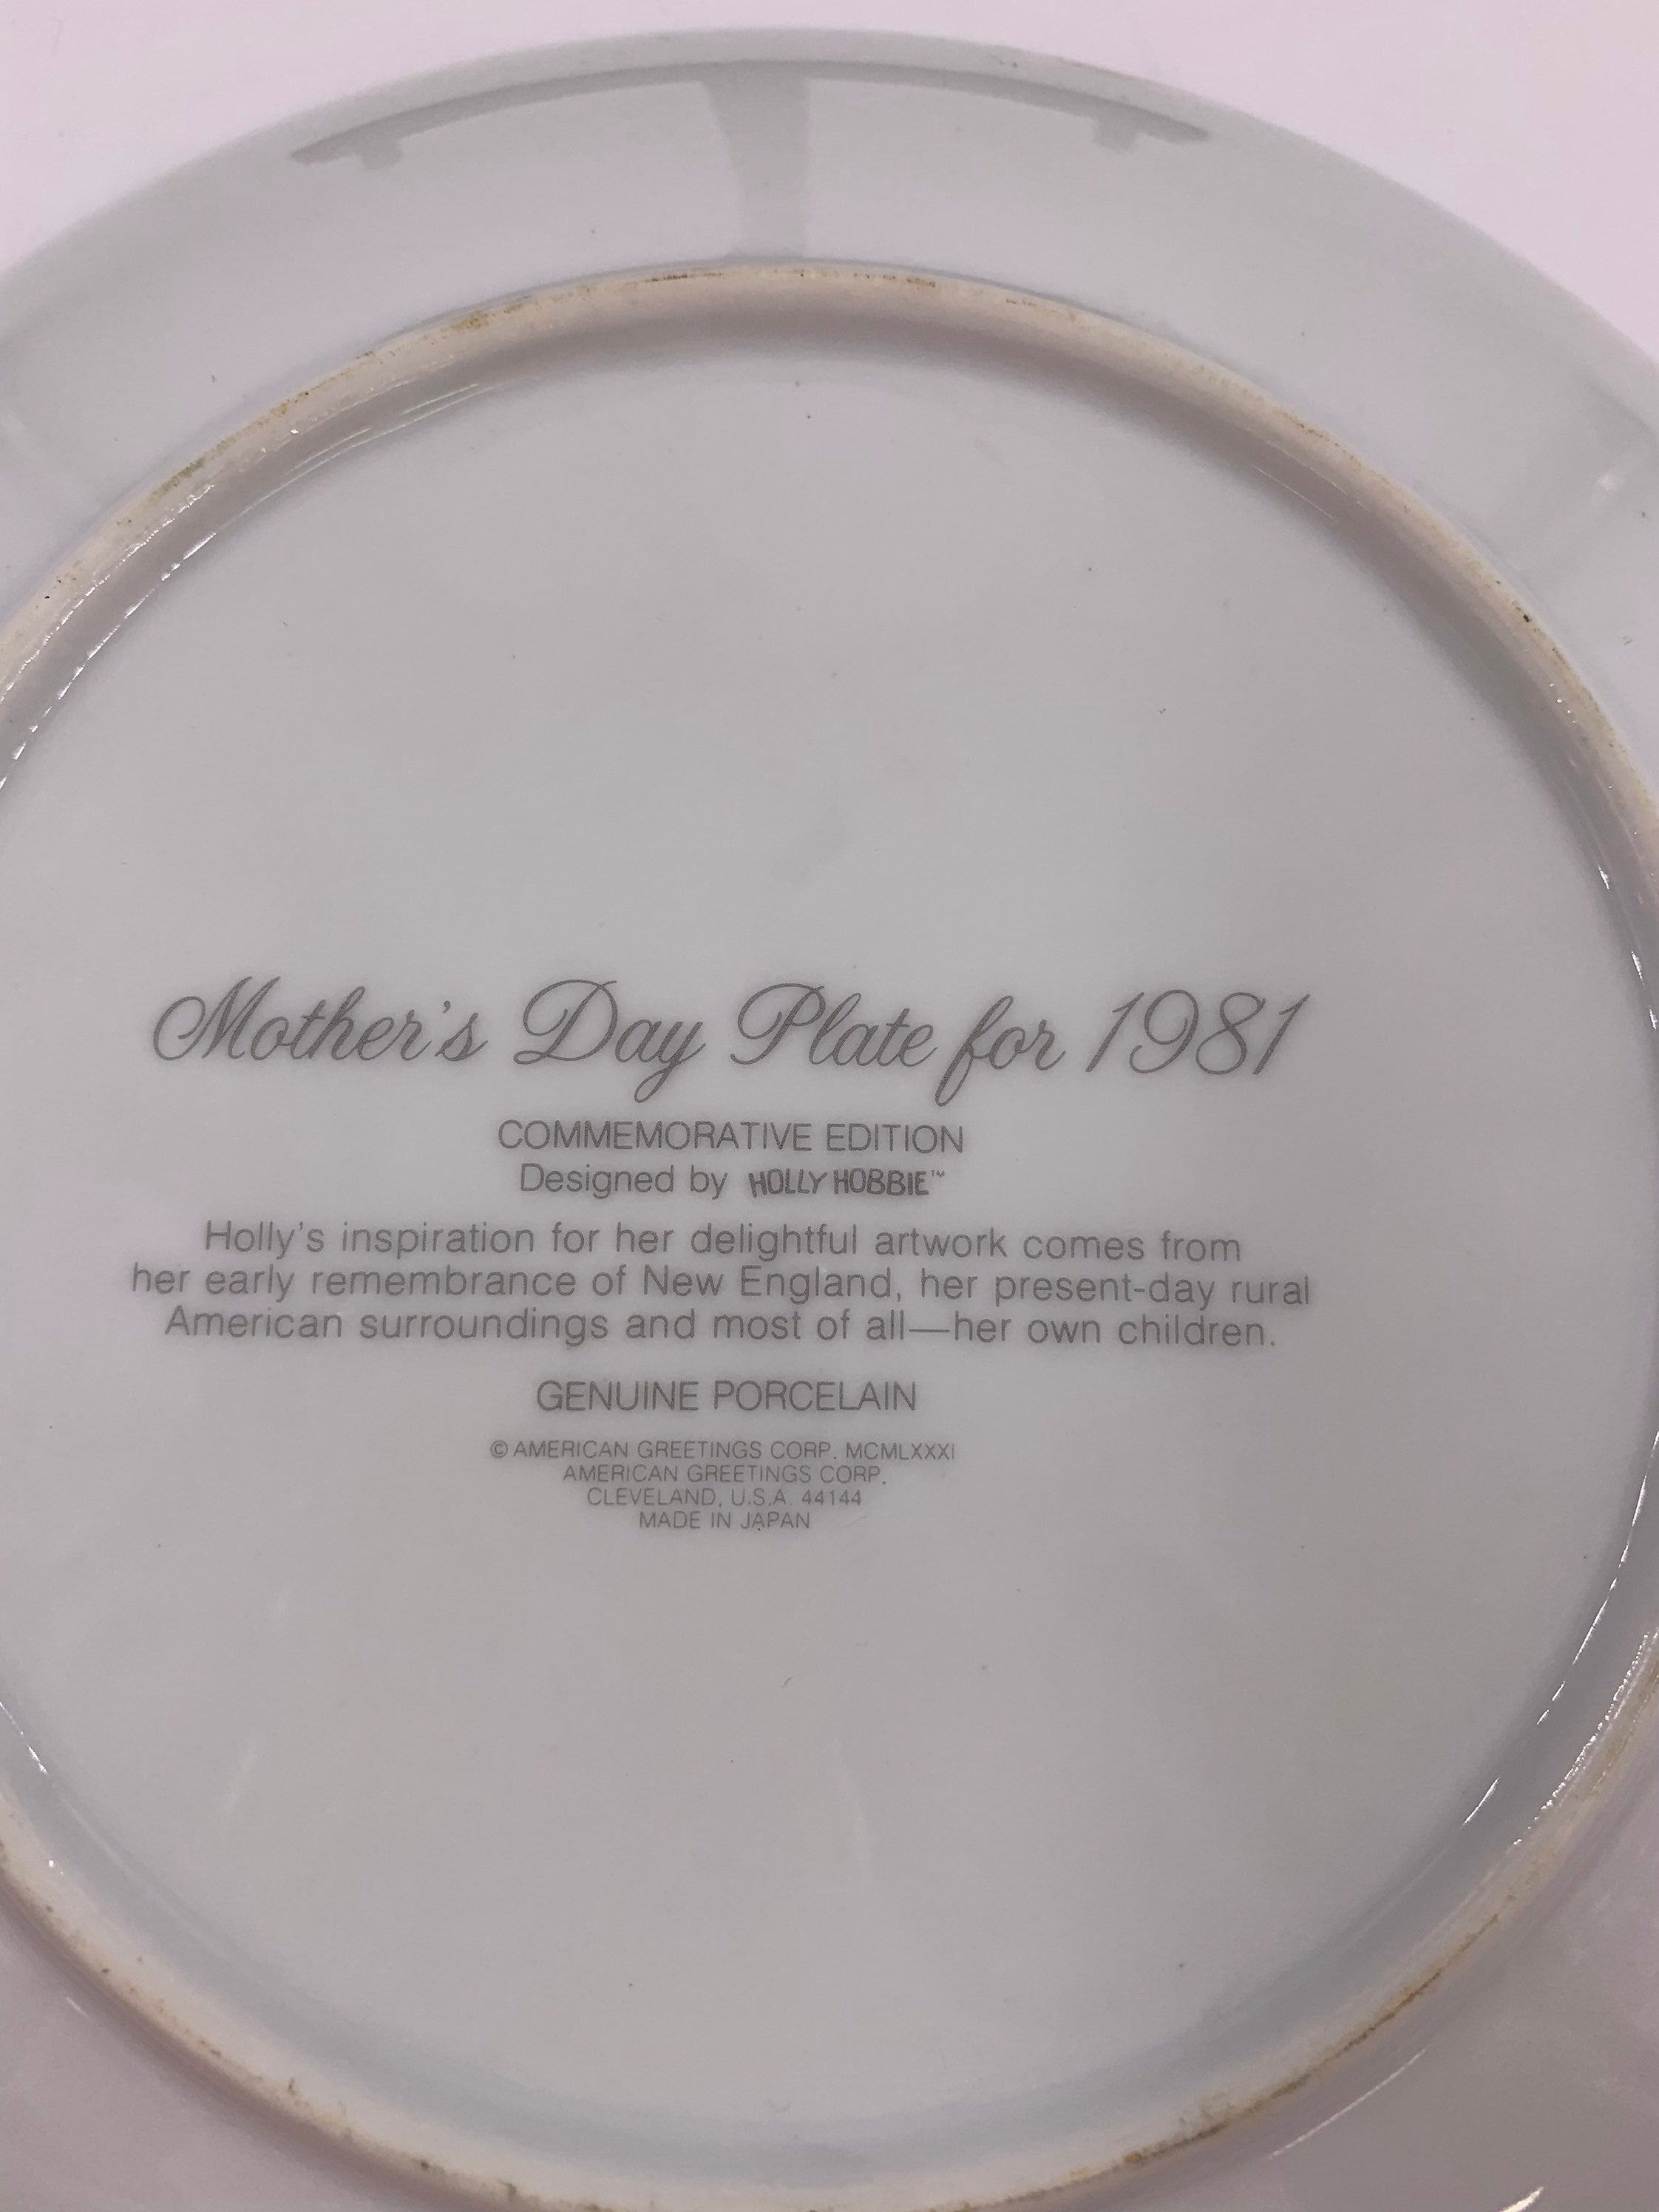 Mother's Day Plate for 1981
COMMEMORATIVE EDITION
Designed by HOLLY HOBBIE™
Holly's inspiration for her delightful artwork comes from
her early remembrance of New England, her present-day rural
American surroundings and most of all—her own children.
GENUINE PORCELAIN
© AMERICAN GREETINGS CORP. MCMLXXXI
AMERICAN GREETINGS CORP.
CLEVELAND, U.S.A. 44144
MADE IN JAPAN